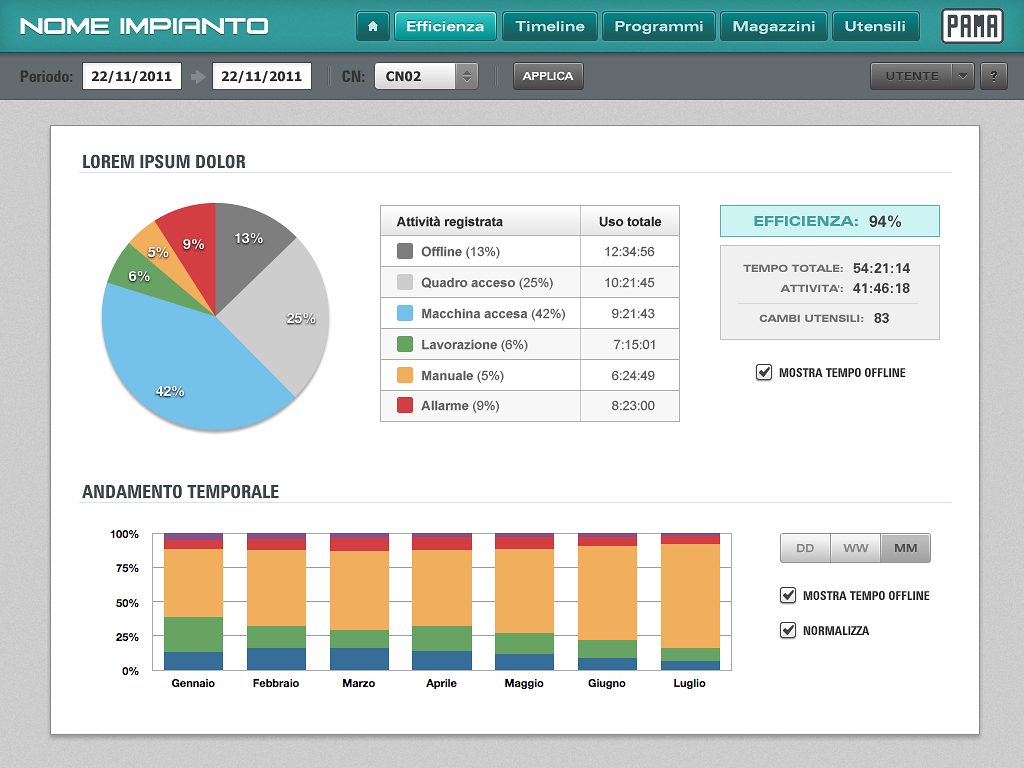 NOME IMPIANTO
Efficienza
Timeline
Programmi
Magazzini
Utensili
PAMA
Periodo: 22/11/2011 22/11/2011 CN: CN02 APPLICA UTENTE ?
LOREM IPSUM DOLOR
13%
25%
42%
6%
5%
9%
Attività registrata Uso totale
Offline (13%) 12:34:56
Quadro acceso (25%) 10:21:45
Macchina accesa (42%) 9:21:43
Lavorazione (6%) 7:15:01
Manuale (5%) 6:24:49
Allarme (9%) 8:23:00
EFFICIENZA: 94%
TEMPO TOTALE: 54:21:14
ATTIVITA': 41:46:18
CAMBI UTENSILI: 83
MOSTRA TEMPO OFFLINE
ANDAMENTO TEMPORALE
100%
75%
50%
25%
0%
Gennaio Febbraio Marzo Aprile Maggio Giugno Luglio
DD WW MM
MOSTRA TEMPO OFFLINE
NORMALIZZA